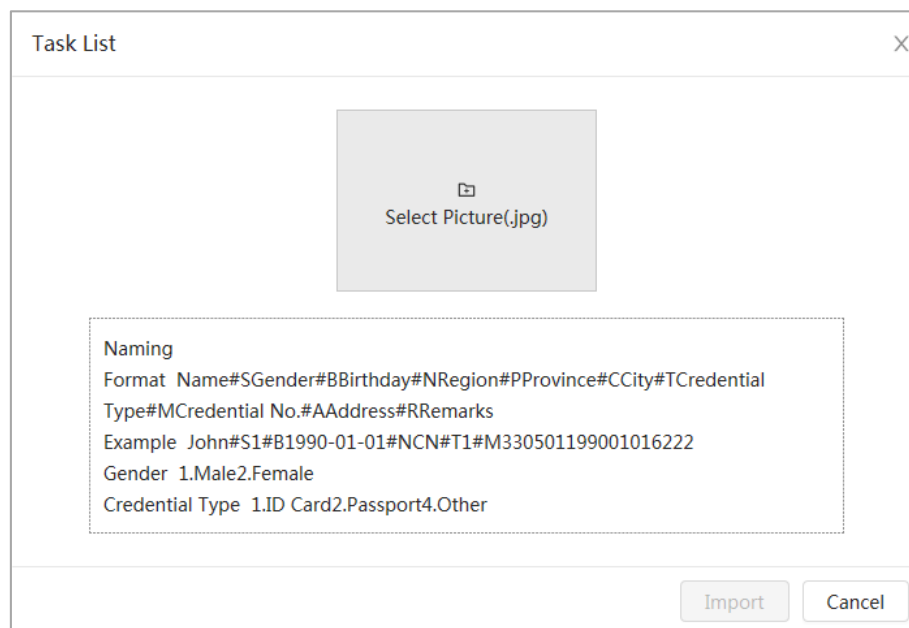 Task List
Select Picture(.jpg)
Naming
Format  Name#SGender#BBirthday#NRegion#PProvince#CCity#TCredential
Type#MCredential No.#AAddress#RRemarks
Example  John#S1#B1990-01-01#NCN#T1#M330501199001016222
Gender  1.Male2.Female
Credential Type  1.ID Card2.Passport4.Other
Import
Cancel